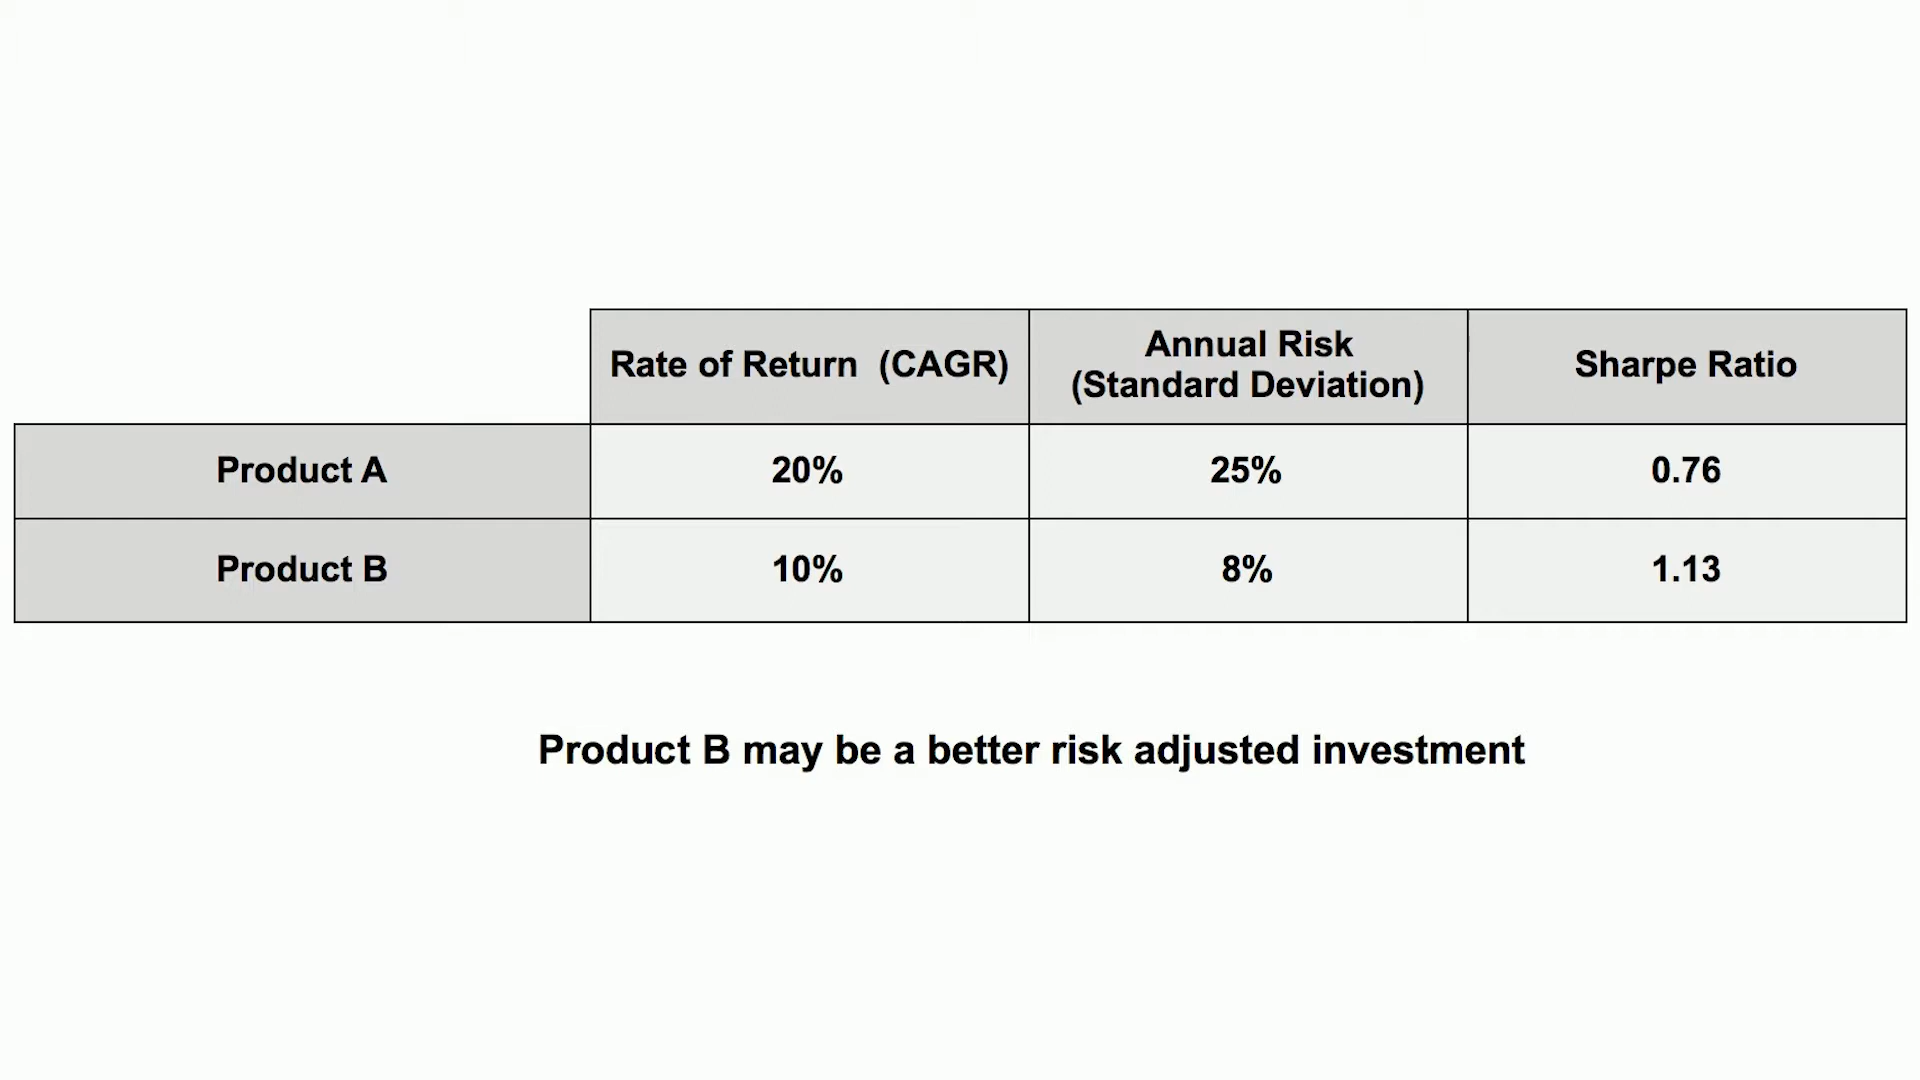 Rate of Return (CAGR)
Annual Risk
(Standard Deviation)
Sharpe Ratio
Product A
20%
25%
0.76
Product B
10%
8%
1.13
Product B may be a better risk adjusted investment